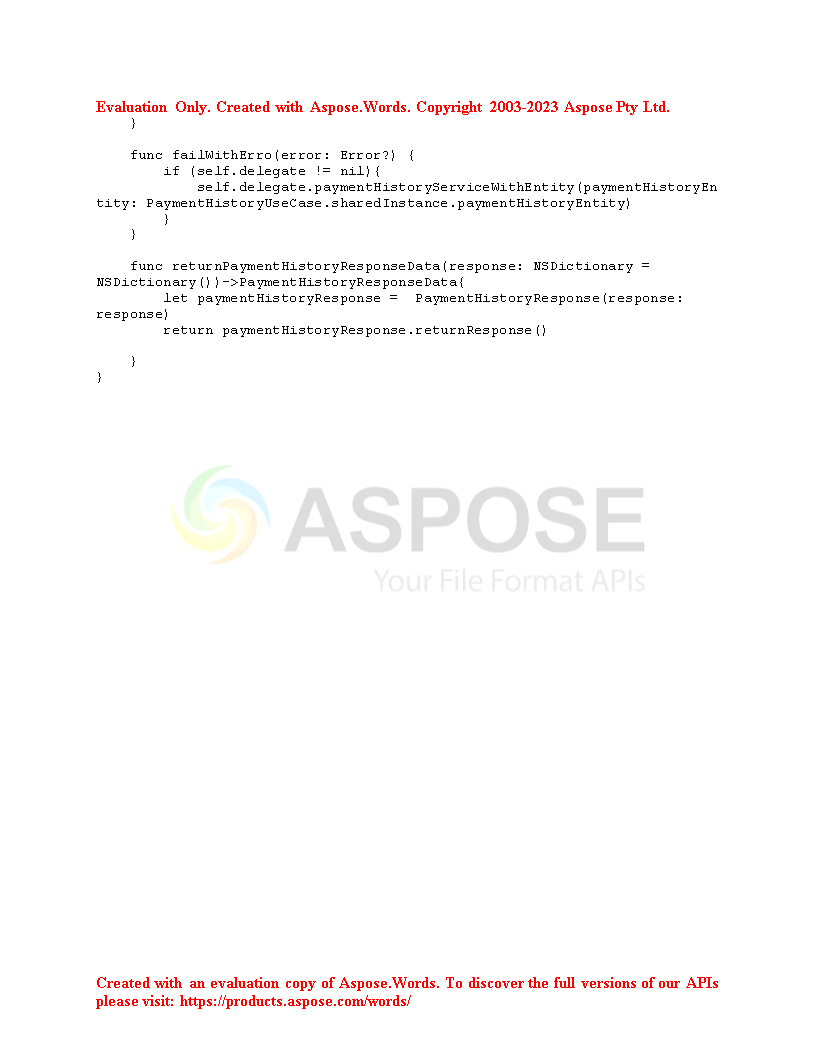 Evaluation Only. Created with Aspose.Words. Copyright 2003-2023 Aspose Pty Ltd.
    }

    func failWithErro(error: Error?) {
        if (self.delegate != nil){
            self.delegate.paymentHistoryServiceWithEntity(paymentHistoryEn
tity: PaymentHistoryUseCase.sharedInstance.paymentHistoryEntity)
        }
    }

    func returnPaymentHistoryResponseData(response: NSDictionary =
NSDictionary())->PaymentHistoryResponseData{
        let paymentHistoryResponse =  PaymentHistoryResponse(response:
response)
        return paymentHistoryResponse.returnResponse()

    }
}
ASPOSE
Your File Format APIs
Created with an evaluation copy of Aspose.Words. To discover the full versions of our APIs
please visit: https://products.aspose.com/words/